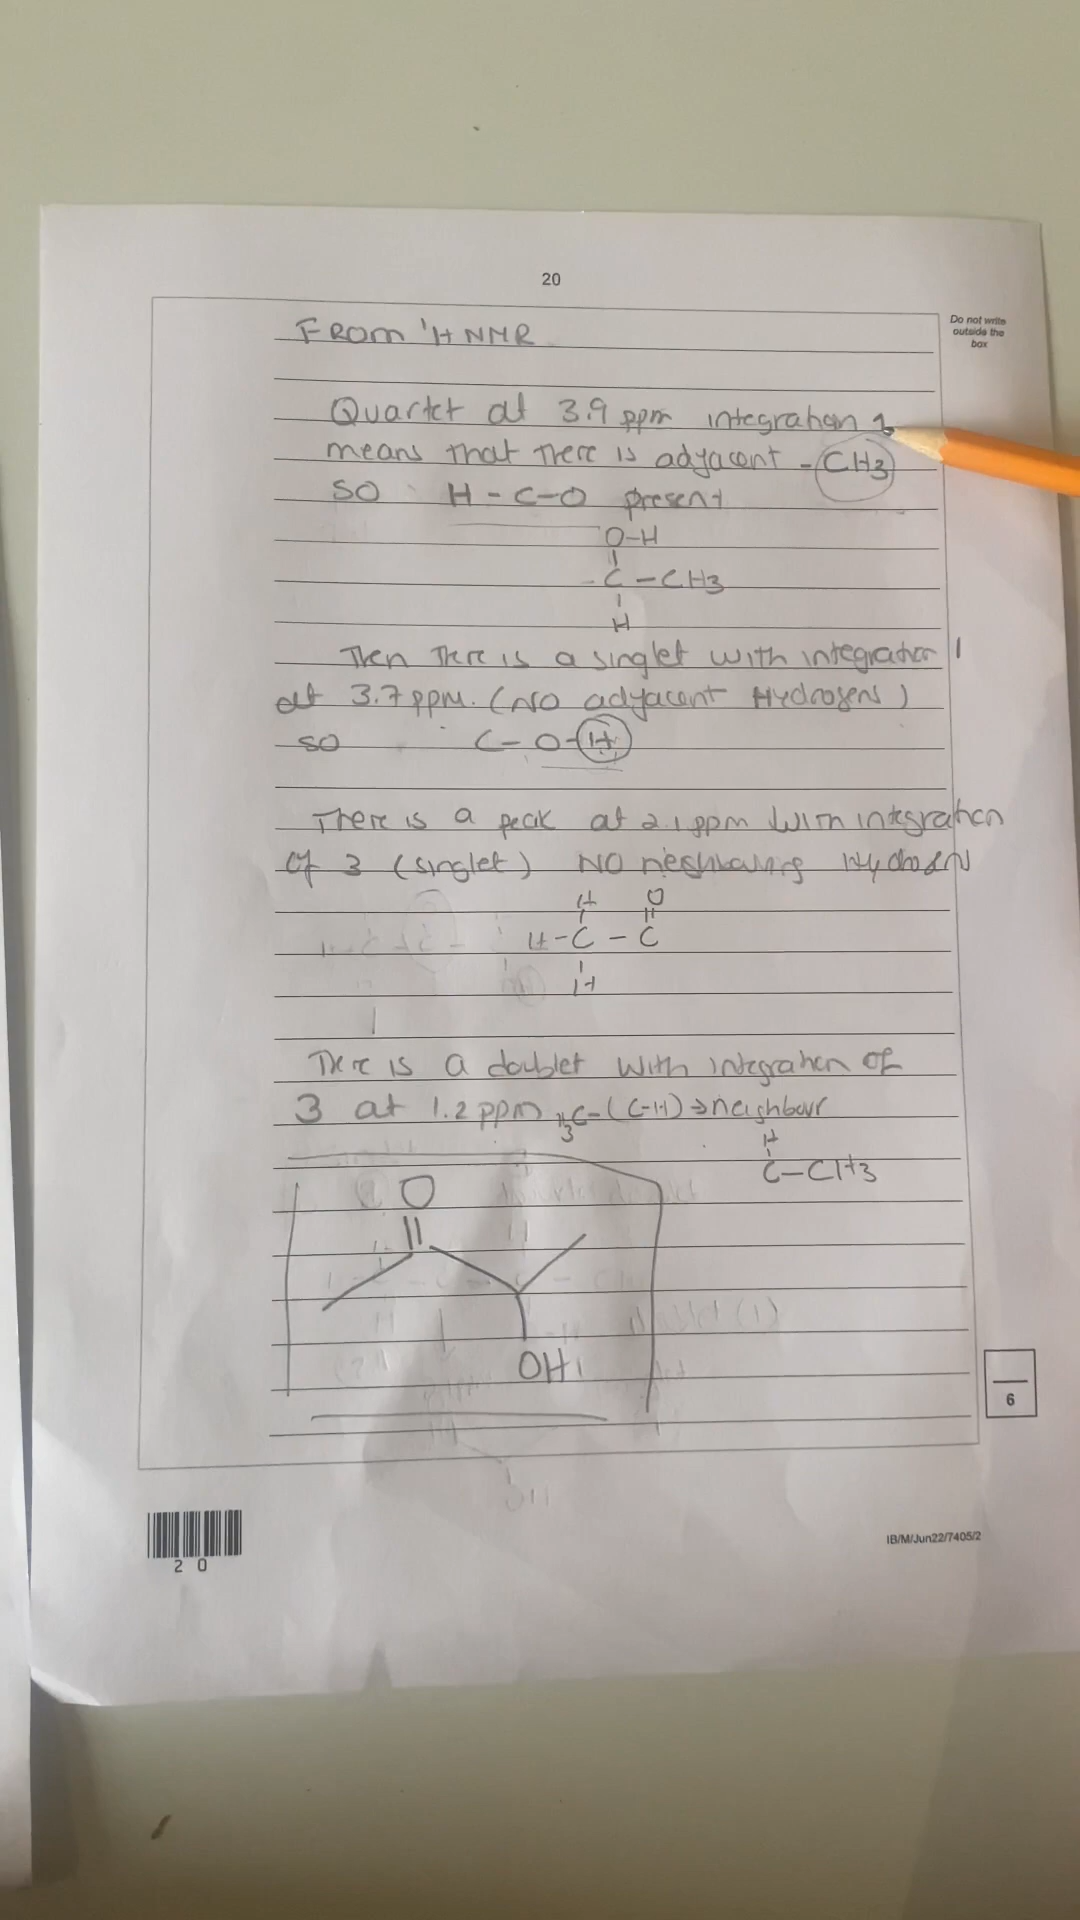 20
Do not write
outside the
box
FROM 'H NMR
Quartet at 3.9 ppm integration
means that there is adjacent - CH3
so H - C - O present
O-H
C - CH3
H
Then there is a singlet with integration 1
at 3.7 ppm. (NO adjacent Hydrogens)
so C - O - H
There is a peak at 2.1 ppm with integration
of 3 (singlet) NO neighbouring Hydrogens
H O
H - C - C
H
There is a doublet with integration of
3 at 1.2 ppm H3C-(C-H) → neighbour
H
C - CH3
O
OH
6
20
IB/M/Jun22/7405/2